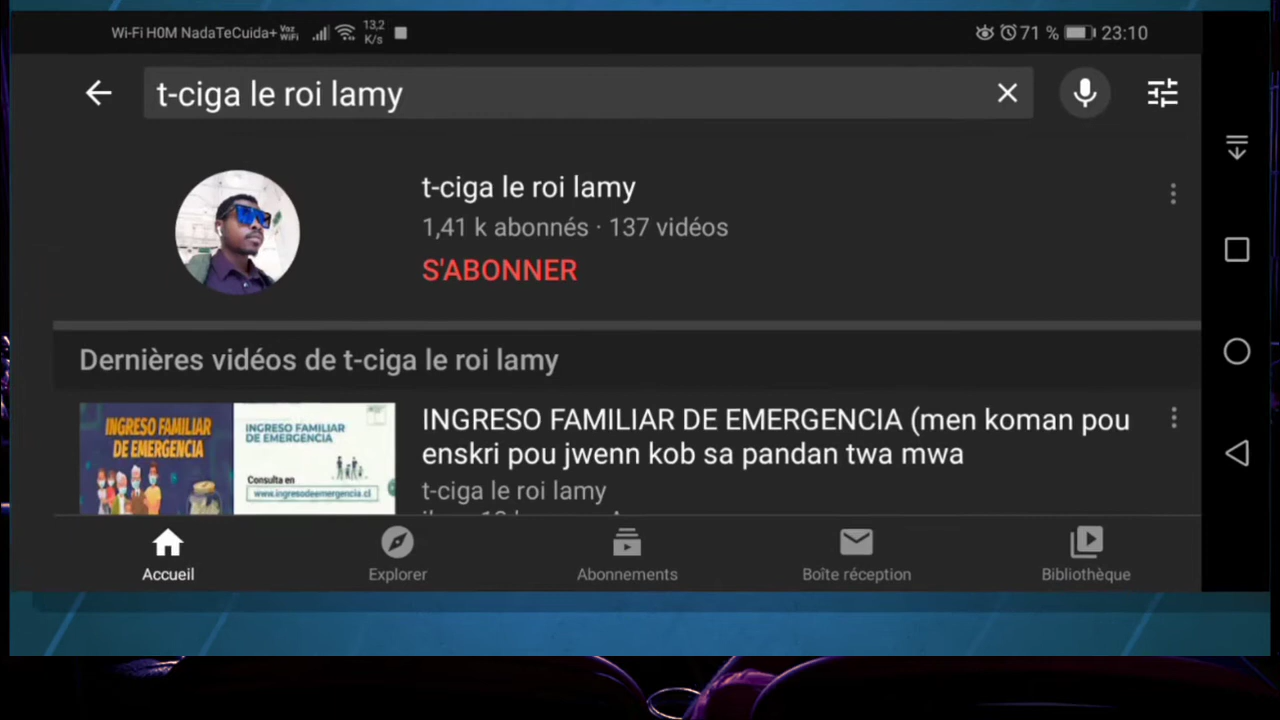 Wi-Fi H0M NadaTeCuida+ Voz WiFi 13,2 K/s 71 % 23:10
t-ciga le roi lamy
t-ciga le roi lamy
1,41 k abonnés · 137 vidéos
S'ABONNER
Dernières vidéos de t-ciga le roi lamy
INGRESO FAMILIAR
DE EMERGENCIA
INGRESO FAMILIAR
DE EMERGENCIA
Consulta en
www.ingresodeemergencia.cl
INGRESO FAMILIAR DE EMERGENCIA (men koman pou
enskri pou jwenn kob sa pandan twa mwa
t-ciga le roi lamy
Accueil Explorer Abonnements Boîte réception Bibliothèque